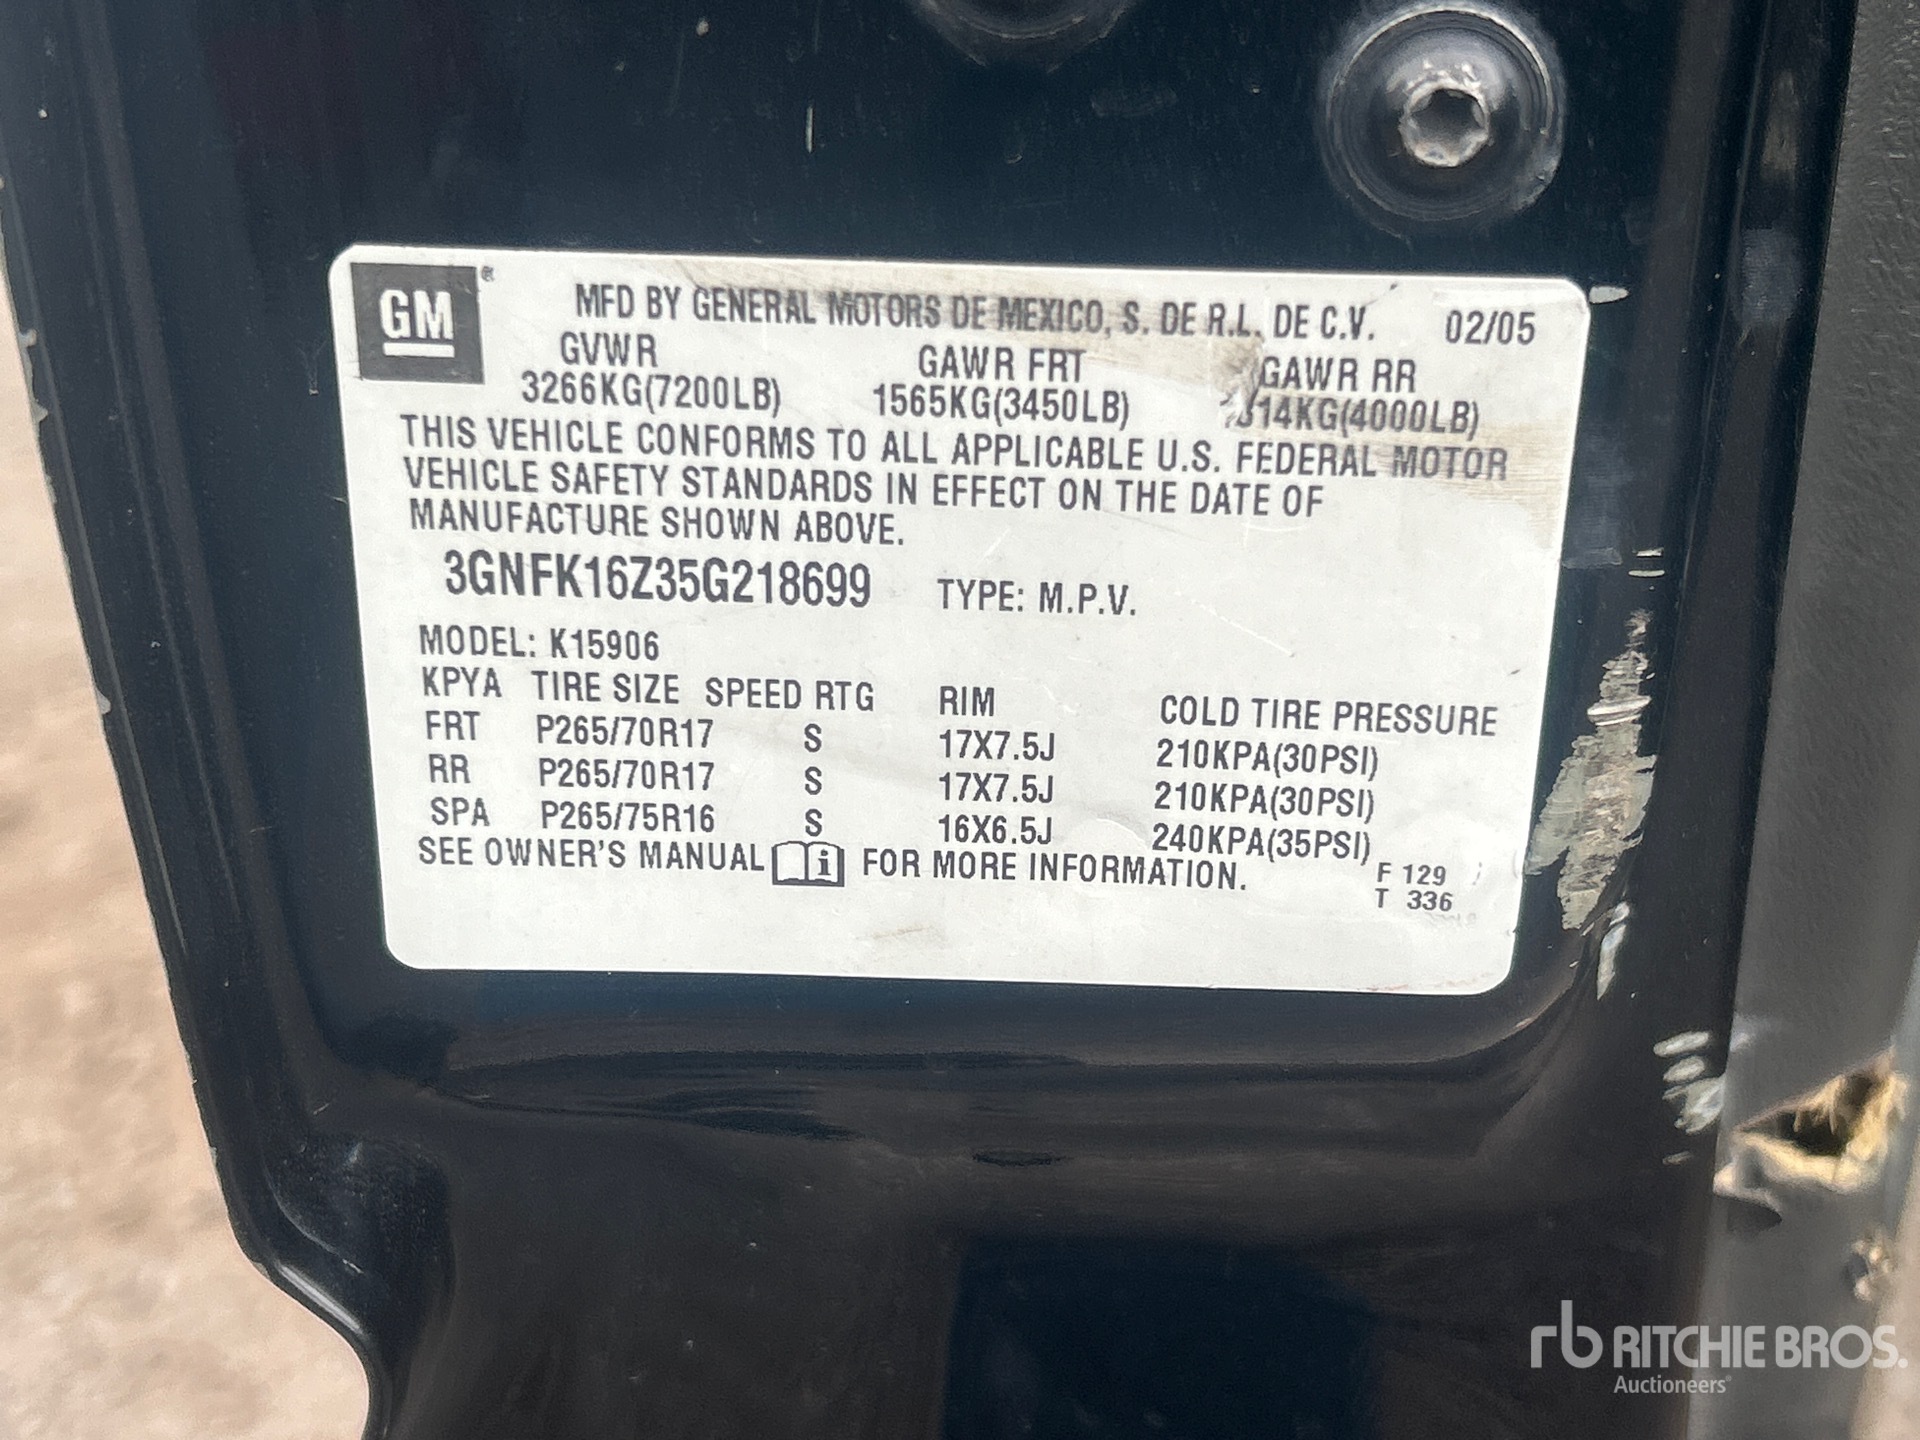 GM®
MFD BY GENERAL MOTORS DE MEXICO, S. DE R.L. DE C.V. 02/05
GVWR GAWR FRT GAWR RR
3266KG(7200LB) 1565KG(3450LB) 1814KG(4000LB)
THIS VEHICLE CONFORMS TO ALL APPLICABLE U.S. FEDERAL MOTOR
VEHICLE SAFETY STANDARDS IN EFFECT ON THE DATE OF
MANUFACTURE SHOWN ABOVE.
3GNFK16Z35G218699 TYPE: M.P.V.
MODEL: K15906
KPYA TIRE SIZE SPEED RTG RIM COLD TIRE PRESSURE
FRT P265/70R17 S 17X7.5J 210KPA(30PSI)
RR P265/70R17 S 17X7.5J 210KPA(30PSI)
SPA P265/75R16 S 16X6.5J 240KPA(35PSI)
SEE OWNER'S MANUAL i FOR MORE INFORMATION.
F 129
T 336
rb RITCHIE BROS.
Auctioneers